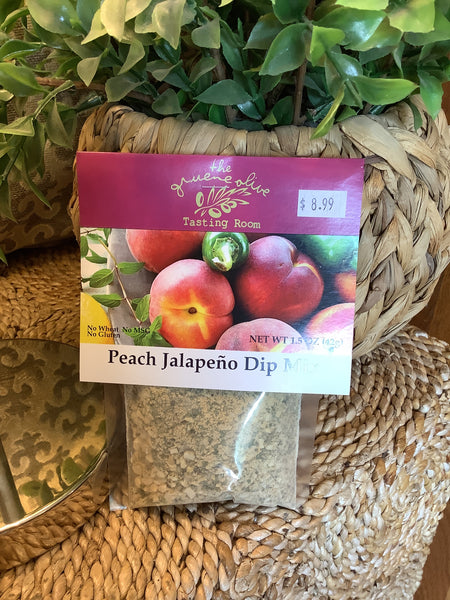 the
gruene olive
Tasting Room
$ 8.99
No Wheat, No MSG
No Gluten
NET WT 1.5 OZ (42g)
Peach Jalapeño Dip Mix